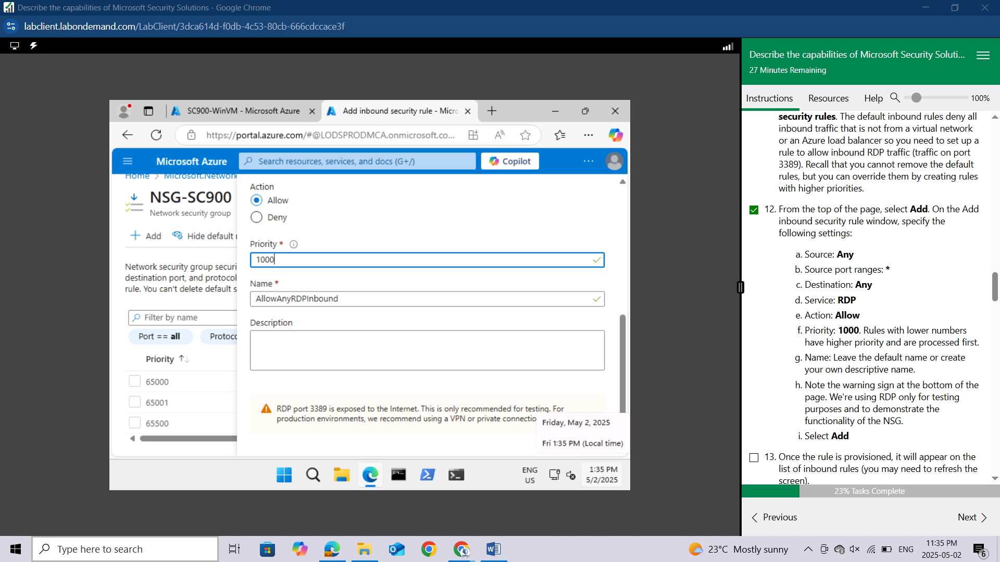 Describe the capabilities of Microsoft Security Solutions - Google Chrome
labclient.labondemand.com/LabClient/3dca614d-f0db-4c53-80cb-666cdccace3f
Describe the capabilities of Microsoft Security Soluti...
27 Minutes Remaining
Instructions
Resources
Help
100%
security rules. The default inbound rules deny all
inbound traffic that is not from a virtual network
or an Azure load balancer so you need to set up a
rule to allow inbound RDP traffic (traffic on port
3389). Recall that you cannot remove the default
rules, but you can override them by creating rules
with higher priorities.
12. From the top of the page, select Add. On the Add
inbound security rule window, specify the
following settings:
a. Source: Any
b. Source port ranges: *
c. Destination: Any
d. Service: RDP
e. Action: Allow
f. Priority: 1000. Rules with lower numbers
have higher priority and are processed first.
g. Name: Leave the default name or create
your own descriptive name.
h. Note the warning sign at the bottom of the
page. We're using RDP only for testing
purposes and to demonstrate the
functionality of the NSG.
i. Select Add
13. Once the rule is provisioned, it will appear on the
list of inbound rules (you may need to refresh the
screen).
23% Tasks Complete
Previous
Next
SC900-WinVM - Microsoft Azure
Add inbound security rule - Micro
https://portal.azure.com/#@LODSPRODMCA.onmicrosoft.co...
Microsoft Azure
Search resources, services, and docs (G+/)
Copilot
Home > Microsoft.Network
NSG-SC900
Network security group
Add
Hide default
Network security group securi
destination port, and protocol
rule. You can't delete default s
Filter by name
Port == all
Protoc
Priority
65000
65001
65500
Action
Allow
Deny
Priority *
1000
Name *
AllowAnyRDPInbound
Description
RDP port 3389 is exposed to the Internet. This is only recommended for testing. For
production environments, we recommend using a VPN or private connectio
Friday, May 2, 2025
Fri 1:35 PM (Local time)
ENG
US
1:35 PM
5/2/2025
Type here to search
23°C Mostly sunny
ENG
11:35 PM
2025-05-02
6